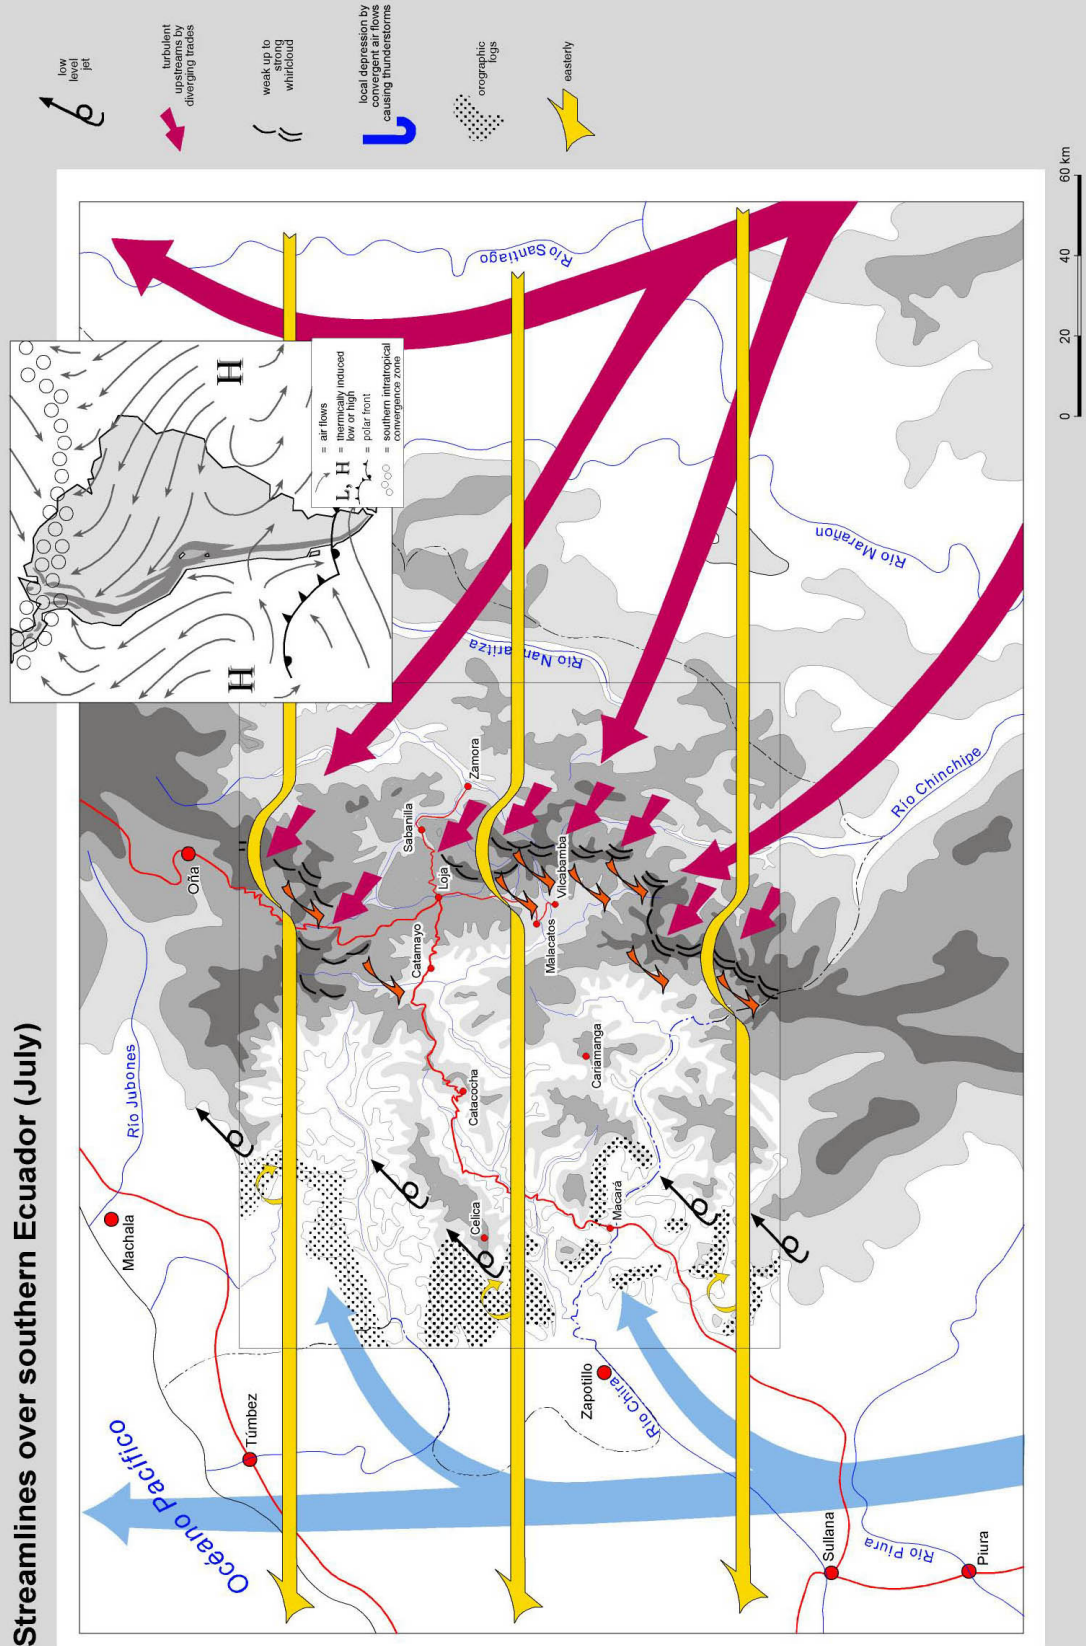 Streamlines over southern Ecuador (July)
low
level
jet
turbulent
upstreams by
diverging trades
weak up to
strong
whirlcloud
local depression by
convergent air flows
causing thunderstorms
orographic
fogs
easterly
0 20 40 60 km
H
H
= air flows
L, H = thermically induced
low or high
= polar front
= southern intratropical
convergence zone
Océano Pacífico
Río Jubones
Río Santiago
Río Marañon
Río Nangaritza
Río Chinchipe
Río Chira
Río Piura
Machala
Oña
Túmbez
Zamora
Sabanilla
Loja
Catamayo
Vilcabamba
Malacatos
Catacocha
Cariamanga
Celica
Macará
Zapotillo
Sullana
Piura